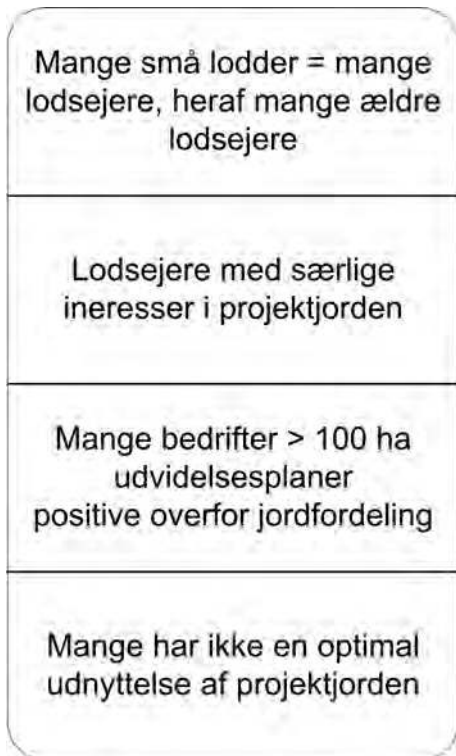 Mange små lodder = mange
lodsejere, heraf mange ældre
lodsejere
Lodsejere med særlige
ineresser i projektjorden
Mange bedrifter > 100 ha
udvidelsesplaner
positive overfor jordfordeling
Mange har ikke en optimal
udnyttelse af projektjorden